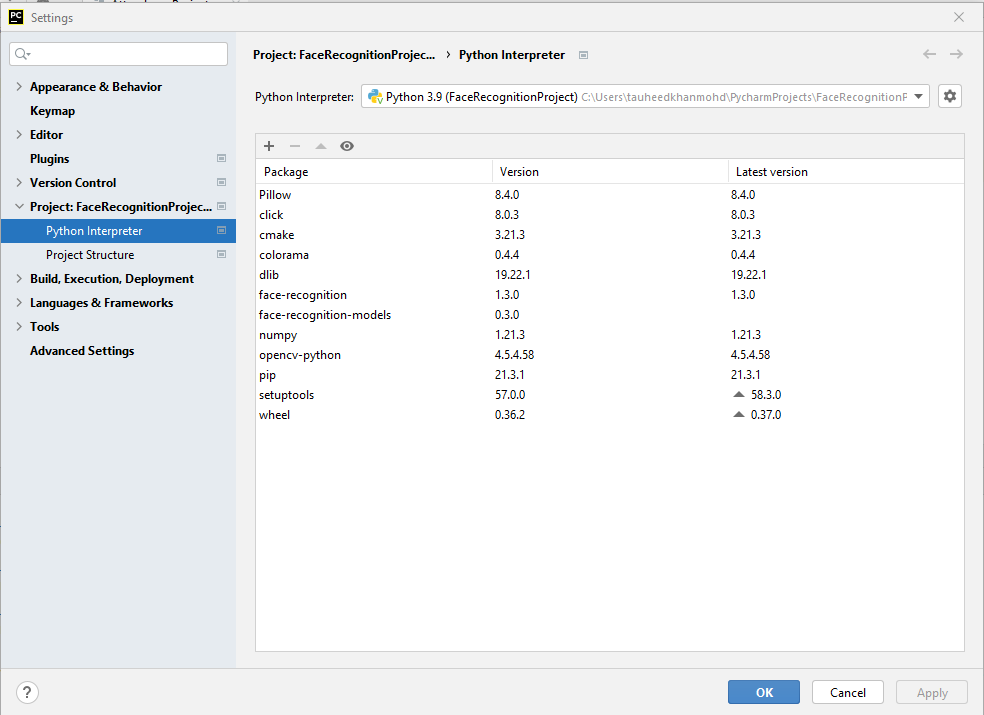 PC Settings
Project: FaceRecognitionProjec... › Python Interpreter
Python Interpreter: Python 3.9 (FaceRecognitionProject) C:\Users\tauheedkhanmohd\PycharmProjects\FaceRecognitionP
Appearance & Behavior
Keymap
Editor
Plugins
Version Control
Project: FaceRecognitionProjec...
Python Interpreter
Project Structure
Build, Execution, Deployment
Languages & Frameworks
Tools
Advanced Settings
Package Version Latest version
Pillow 8.4.0 8.4.0
click 8.0.3 8.0.3
cmake 3.21.3 3.21.3
colorama 0.4.4 0.4.4
dlib 19.22.1 19.22.1
face-recognition 1.3.0 1.3.0
face-recognition-models 0.3.0
numpy 1.21.3 1.21.3
opencv-python 4.5.4.58 4.5.4.58
pip 21.3.1 21.3.1
setuptools 57.0.0 58.3.0
wheel 0.36.2 0.37.0
? OK Cancel Apply